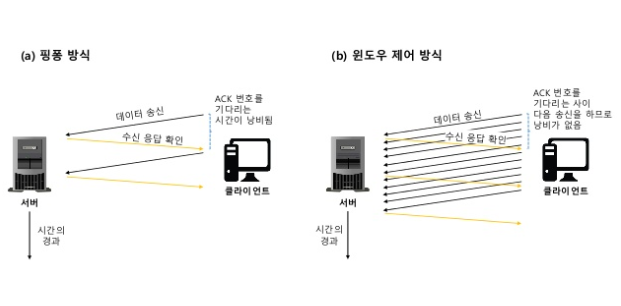 (a) 핑퐁 방식
ACK 번호를
기다리는
시간이 낭비됨
데이터 송신
수신 응답 확인
서버
클라이언트
시간의
경과
(b) 윈도우 제어 방식
ACK 번호를
기다리는 사이
다음 송신을 하므로
낭비가 없음
데이터 송신
수신 응답 확인
서버
클라이언트
시간의
경과